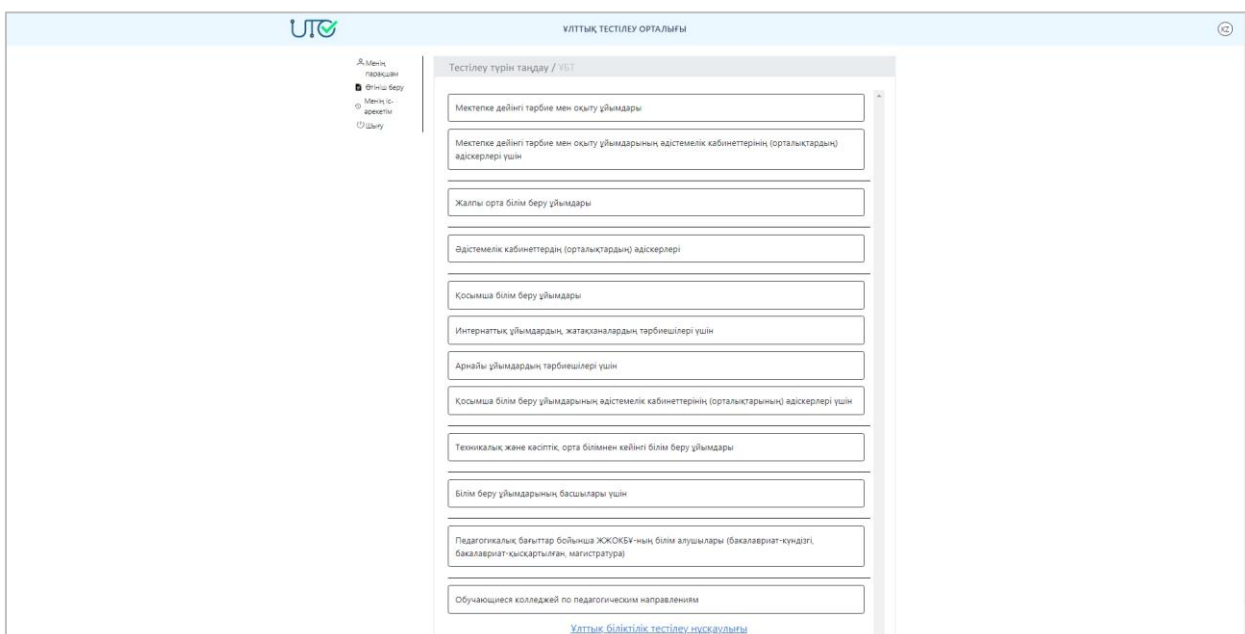 UTO
ҰЛТТЫҚ ТЕСТІЛЕУ ОРТАЛЫҒЫ
KZ
Менің
парақшам
Өтініш беру
Менің іс-
әрекетім
Шығу
Тестілеу түрін таңдау / ҰБТ
Мектепке дейінгі тәрбие мен оқыту ұйымдары
Мектепке дейінгі тәрбие мен оқыту ұйымдарының әдістемелік кабинеттерінің (орталықтардың)
әдіскерлері үшін
Жалпы орта білім беру ұйымдары
Әдістемелік кабинеттердің (орталықтардың) әдіскерлері
Қосымша білім беру ұйымдары
Интернаттық ұйымдардың, жатақханалардың тәрбиешілері үшін
Арнайы ұйымдардың тәрбиешілері үшін
Қосымша білім беру ұйымдарының әдістемелік кабинеттерінің (орталықтарының) әдіскерлері үшін
Техникалық және кәсіптік, орта білімнен кейінгі білім беру ұйымдары
Білім беру ұйымдарының басшылары үшін
Педагогикалық бағыттар бойынша ЖЖОКБҰ-ның білім алушылары (бакалавриат-күндізгі,
бакалавриат-қысқартылған, магистратура)
Обучающиеся колледжей по педагогическим направлениям
Ұлттық біліктілік тестілеу нұсқаулығы